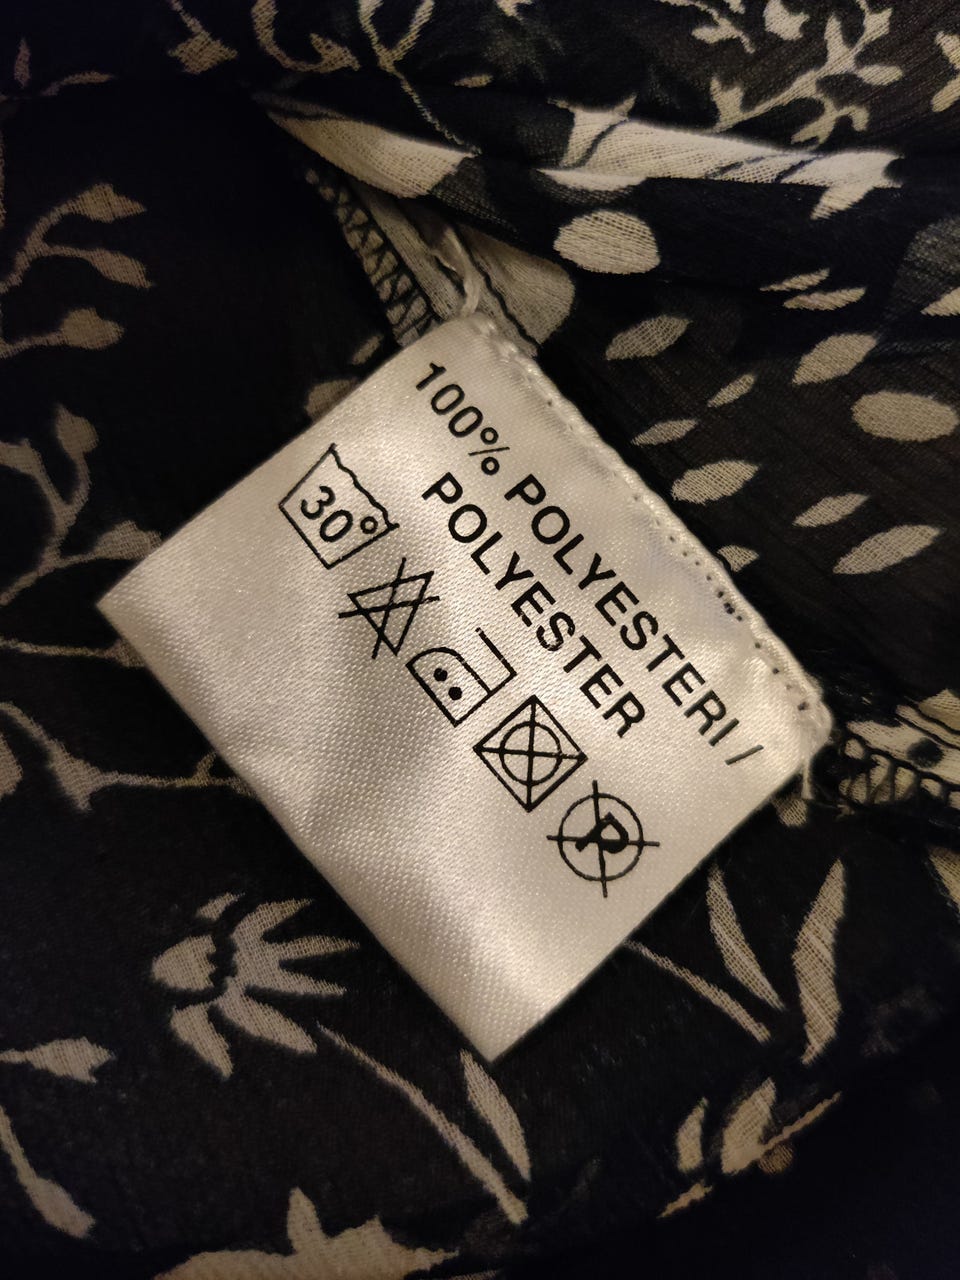 100% POLYESTERI /
POLYESTER
30°
P